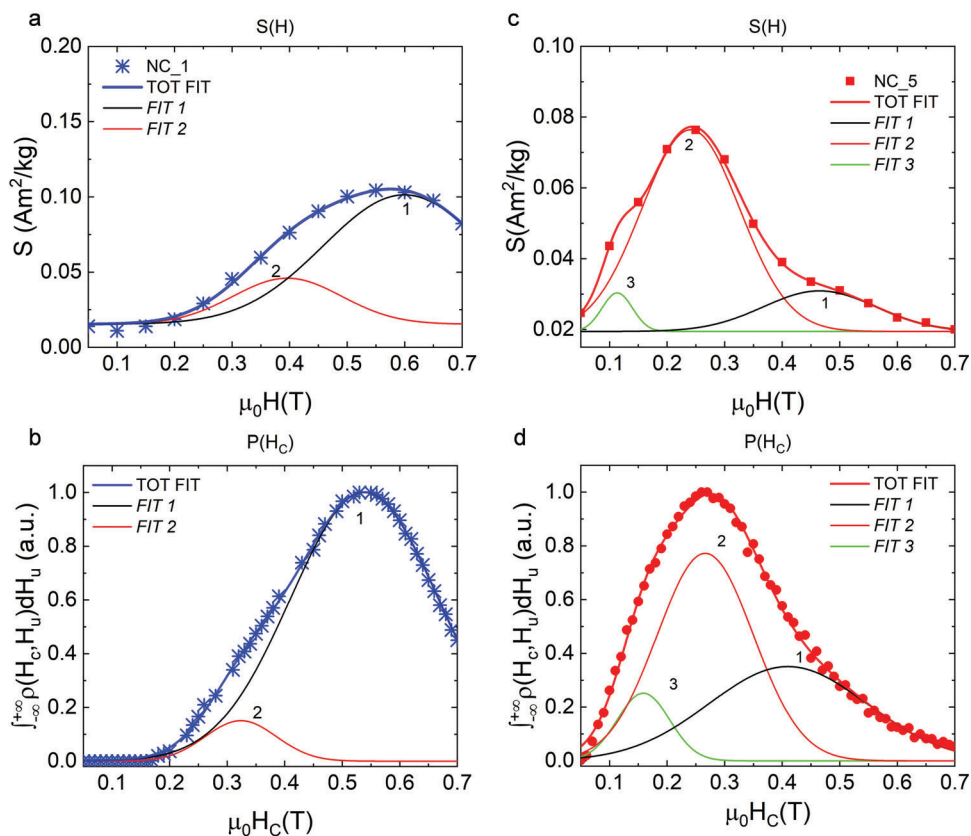 a
S(H)
0.20
0.15
0.10
0.05
0.00
S (Am²/kg)
NC_1
TOT FIT
FIT 1
FIT 2
1
2
0.1 0.2 0.3 0.4 0.5 0.6 0.7
μ₀H(T)
c
S(H)
0.10
0.08
0.06
0.04
0.02
S(Am²/kg)
NC_5
TOT FIT
FIT 1
FIT 2
FIT 3
2
3
1
0.1 0.2 0.3 0.4 0.5 0.6 0.7
μ₀H(T)
b
P(H_C)
1.0
0.8
0.6
0.4
0.2
0.0
∫₋∞⁺∞ρ(H_c,H_u)dH_u (a.u.)
TOT FIT
FIT 1
FIT 2
1
2
0.1 0.2 0.3 0.4 0.5 0.6 0.7
μ₀H_C(T)
d
P(H_C)
1.0
0.8
0.6
0.4
0.2
0.0
∫₋∞⁺∞ρ(H_c,H_u)dH_u (a.u.)
TOT FIT
FIT 1
FIT 2
FIT 3
2
1
3
0.1 0.2 0.3 0.4 0.5 0.6 0.7
μ₀H_C(T)